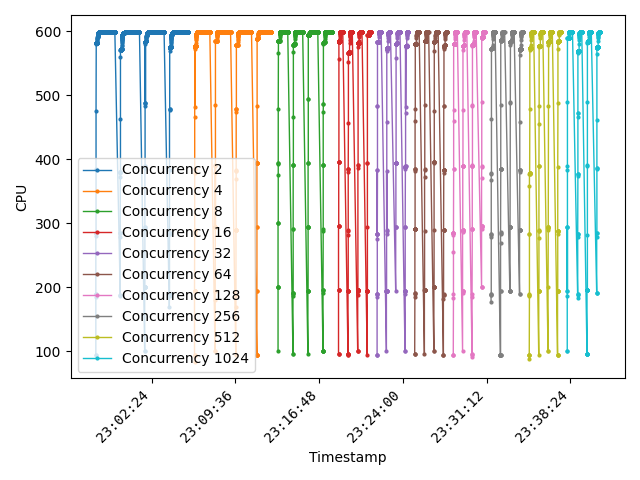 600
500
400
300
200
100
CPU
Concurrency 2
Concurrency 4
Concurrency 8
Concurrency 16
Concurrency 32
Concurrency 64
Concurrency 128
Concurrency 256
Concurrency 512
Concurrency 1024
23:02:24
23:09:36
23:16:48
23:24:00
23:31:12
23:38:24
Timestamp